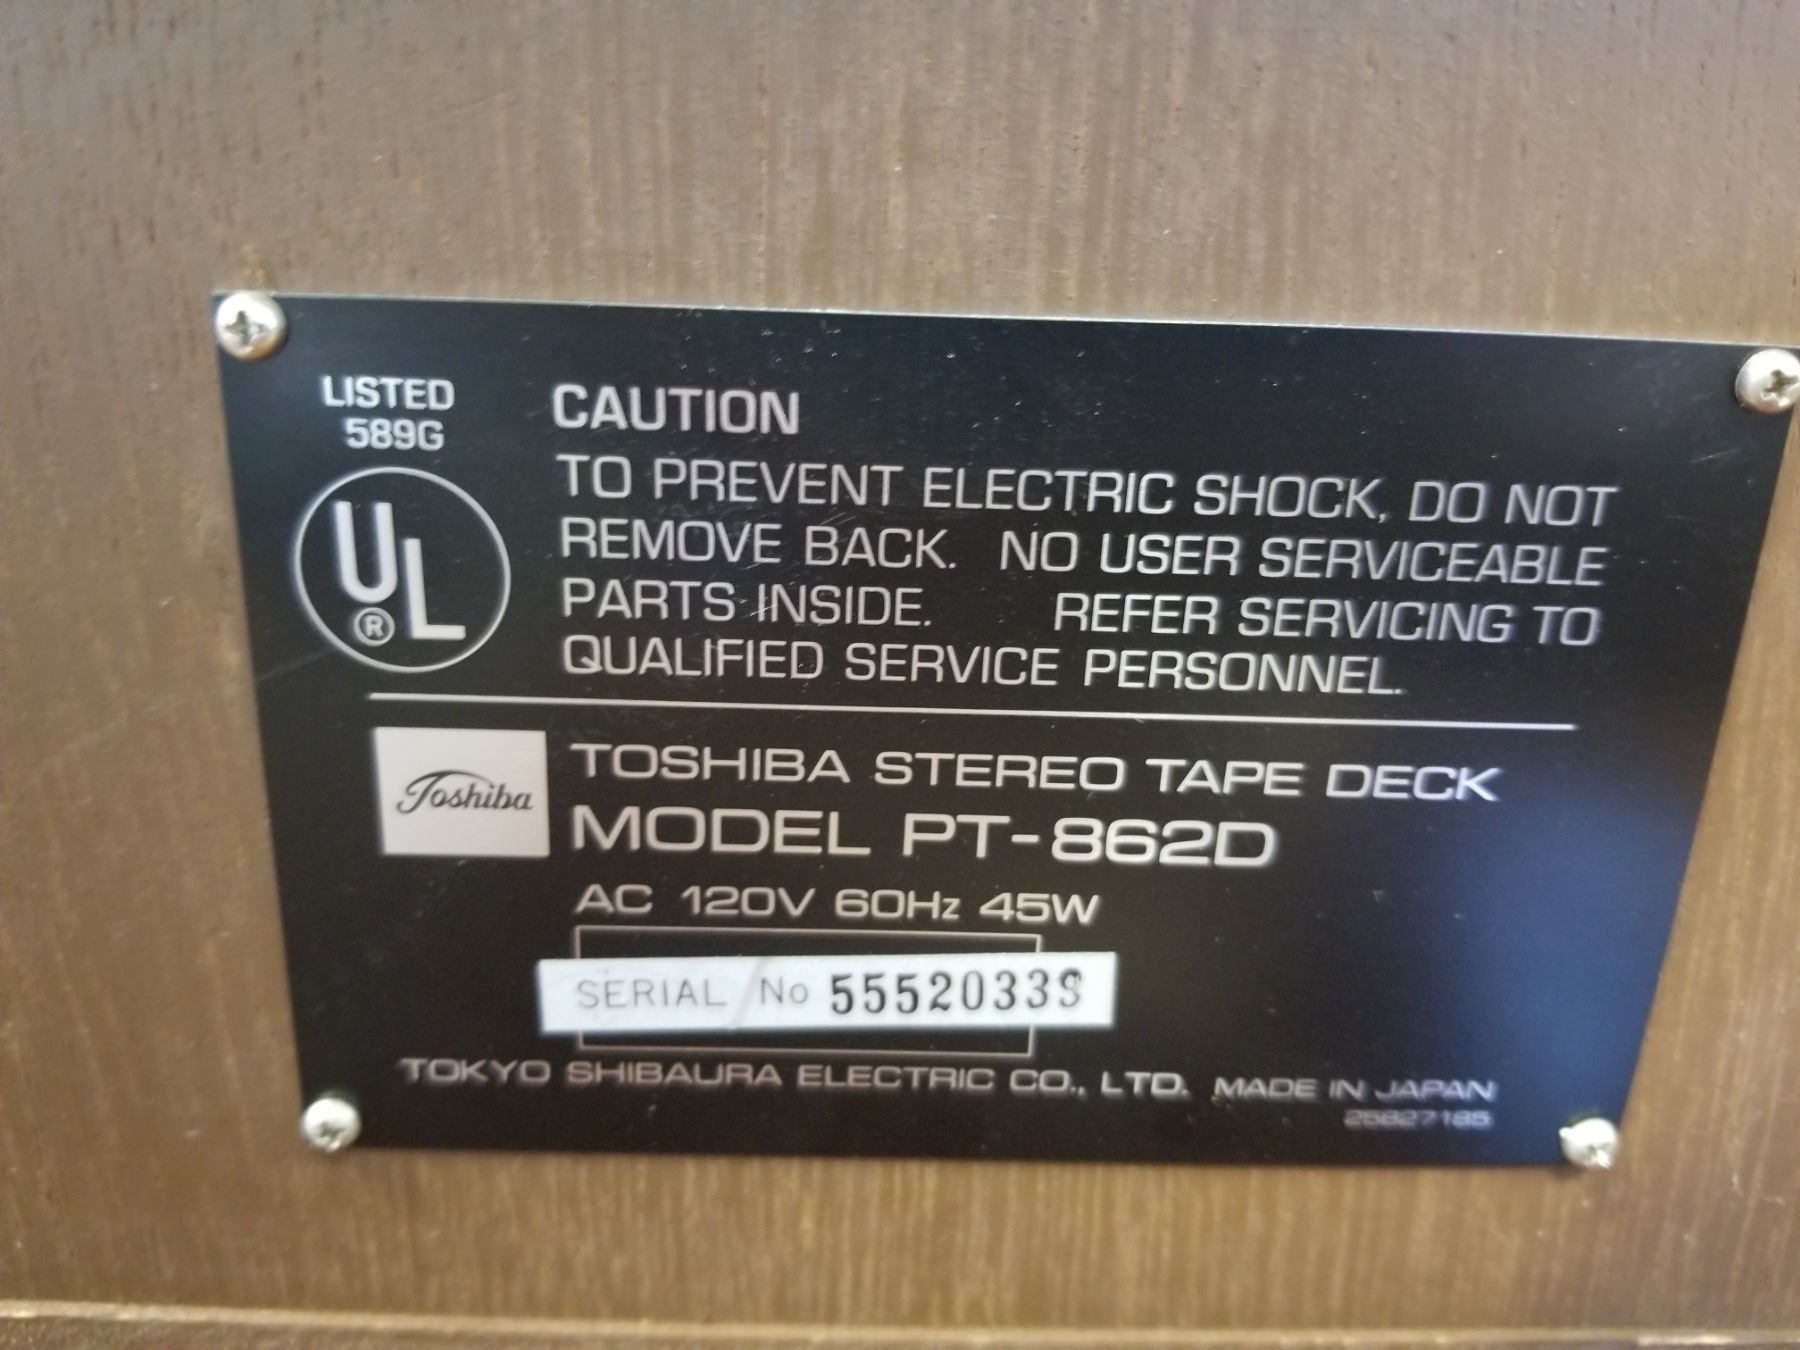 LISTED
589G
UL
®
CAUTION
TO PREVENT ELECTRIC SHOCK, DO NOT
REMOVE BACK. NO USER SERVICEABLE
PARTS INSIDE. REFER SERVICING TO
QUALIFIED SERVICE PERSONNEL.
Toshiba
TOSHIBA STEREO TAPE DECK
MODEL PT-862D
AC 120V 60Hz 45W
SERIAL No
TOKYO SHIBAURA ELECTRIC CO., LTD. MADE IN JAPAN
25827185